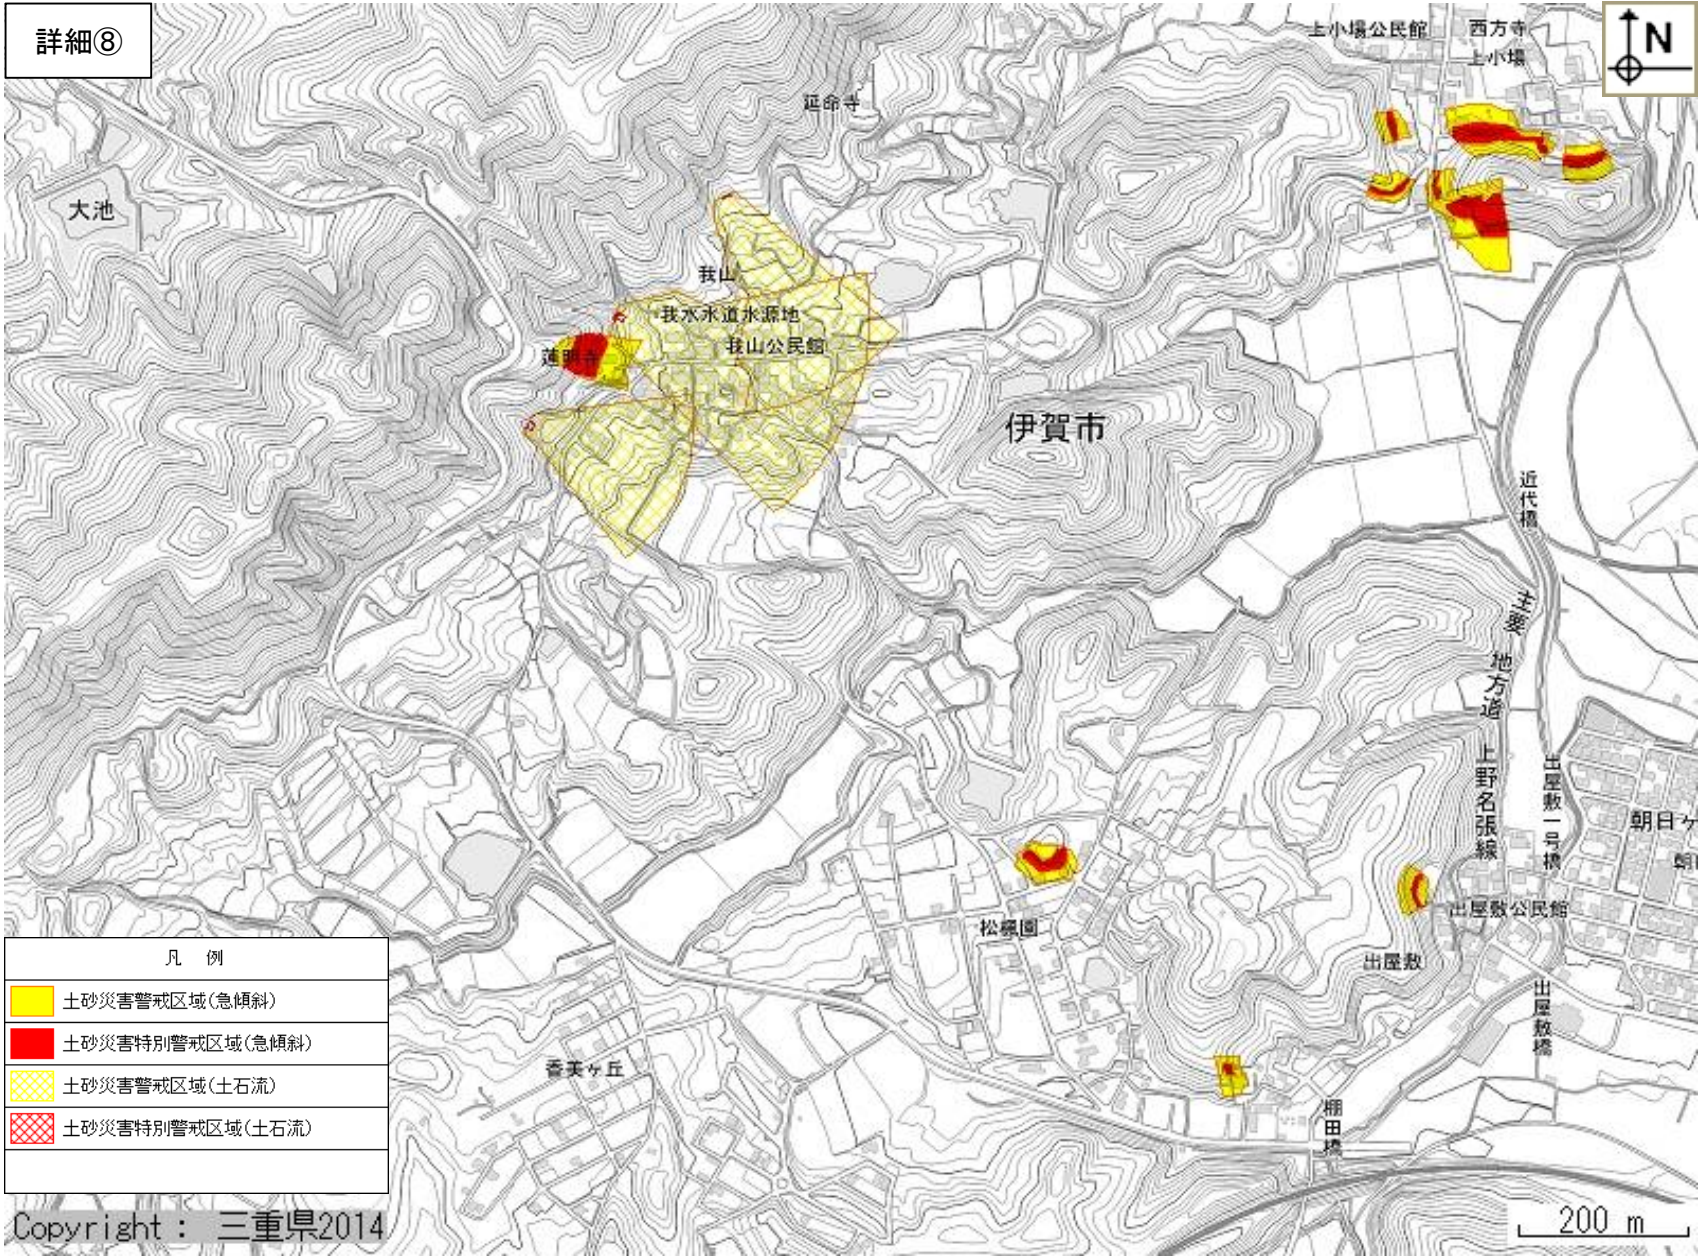 詳細⑧
上小場公民館
西方寺
上小場
N
延命寺
大池
我山
我水水道水源地
我山公民館
蓮明寺
伊賀市
近代橋
主要 地方道 上野名張線
出屋敷一号橋
朝日ヶ
朝
松楓園
出屋敷公民館
出屋敷
出屋敷橋
香美ヶ丘
棚田橋
凡 例
土砂災害警戒区域(急傾斜)
土砂災害特別警戒区域(急傾斜)
土砂災害警戒区域(土石流)
土砂災害特別警戒区域(土石流)
Copyright : 三重県2014
200 m